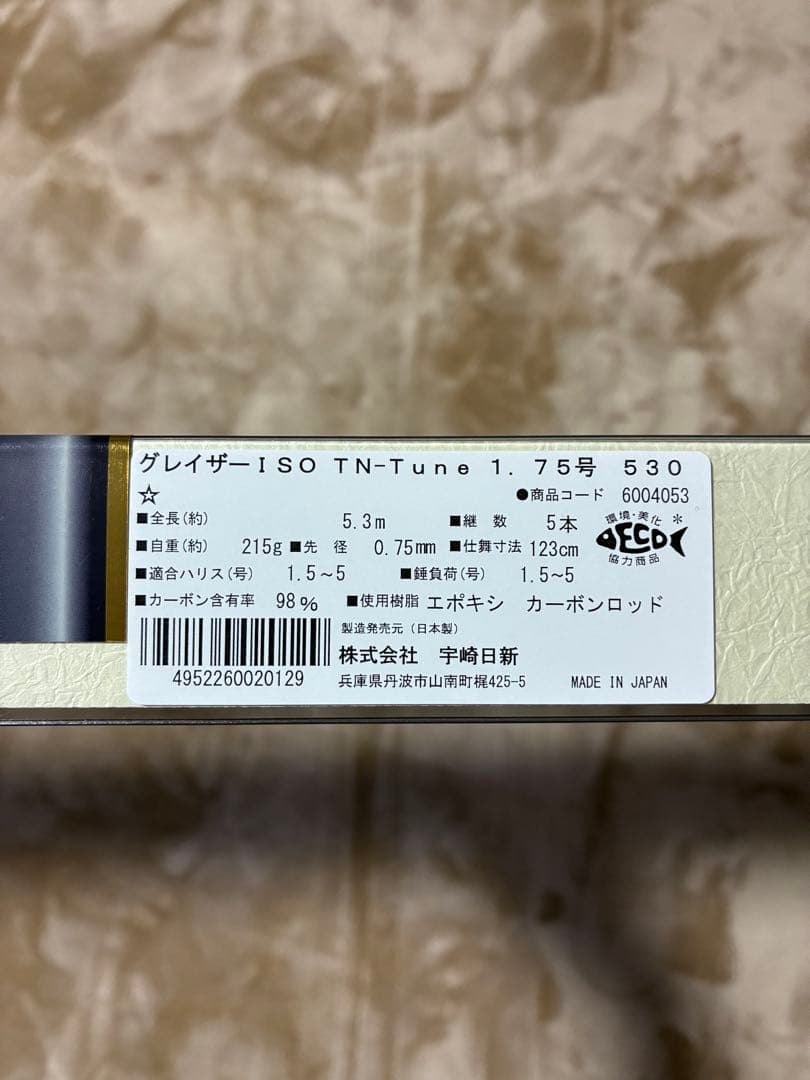 グレイザーＩＳＯ ＴＮ−Ｔｕｎｅ １．７５号 ５３０
☆ ●商品コード 6004053
■全長(約) 5.3m ■継 数 5本
■自重(約) 215g ■先 径 0.75mm ■仕舞寸法 123cm
■適合ハリス(号) 1.5～5 ■錘負荷(号) 1.5～5
■カーボン含有率 98% ■使用樹脂 エポキシ カーボンロッド
環境・美化 *
ECO
協力商品
製造発売元（日本製）
株式会社 宇崎日新
4952260020129 兵庫県丹波市山南町梶425-5 MADE IN JAPAN